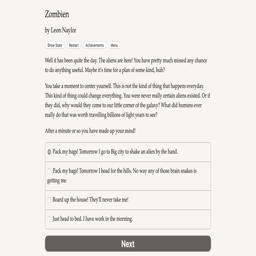 Zombien
by Leon Naylor
Show Stats Restart Achievements Menu
Well it has been quite the day. The aliens are here! You have pretty much missed any chance
to do anything useful. Maybe it's time for a plan of some kind, huh?
You take a moment to center yourself. This is not the kind of thing that happens everyday.
This kind of thing could change everything. You were never really certain aliens existed. Or if
they did, why would they come to our little corner of the galaxy? What did humans ever
really do that was worth travelling billions of light years to see?
After a minute or so you have made up your mind!
Pack my bags! Tomorrow I go to Big city to shake an alien by the hand.
Pack my bags! Tomorrow I head for the hills. No way any of those brain snakes is
getting me.
Board up the house! They'll never take me!
Just head to bed. I have work in the morning.
Next